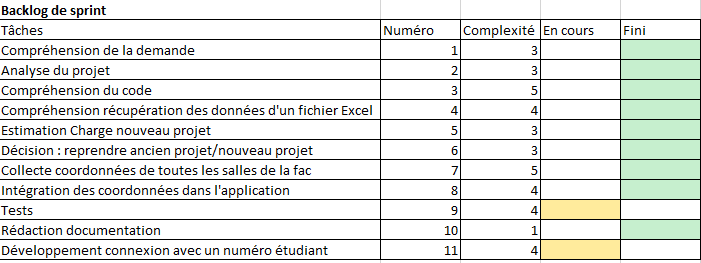 Backlog de sprint
Tâches Numéro Complexité En cours Fini
Compréhension de la demande 1 3
Analyse du projet 2 3
Compréhension du code 3 5
Compréhension récupération des données d'un fichier Excel 4 4
Estimation Charge nouveau projet 5 3
Décision : reprendre ancien projet/nouveau projet 6 3
Collecte coordonnées de toutes les salles de la fac 7 5
Intégration des coordonnées dans l'application 8 4
Tests 9 4
Rédaction documentation 10 1
Développement connexion avec un numéro étudiant 11 4